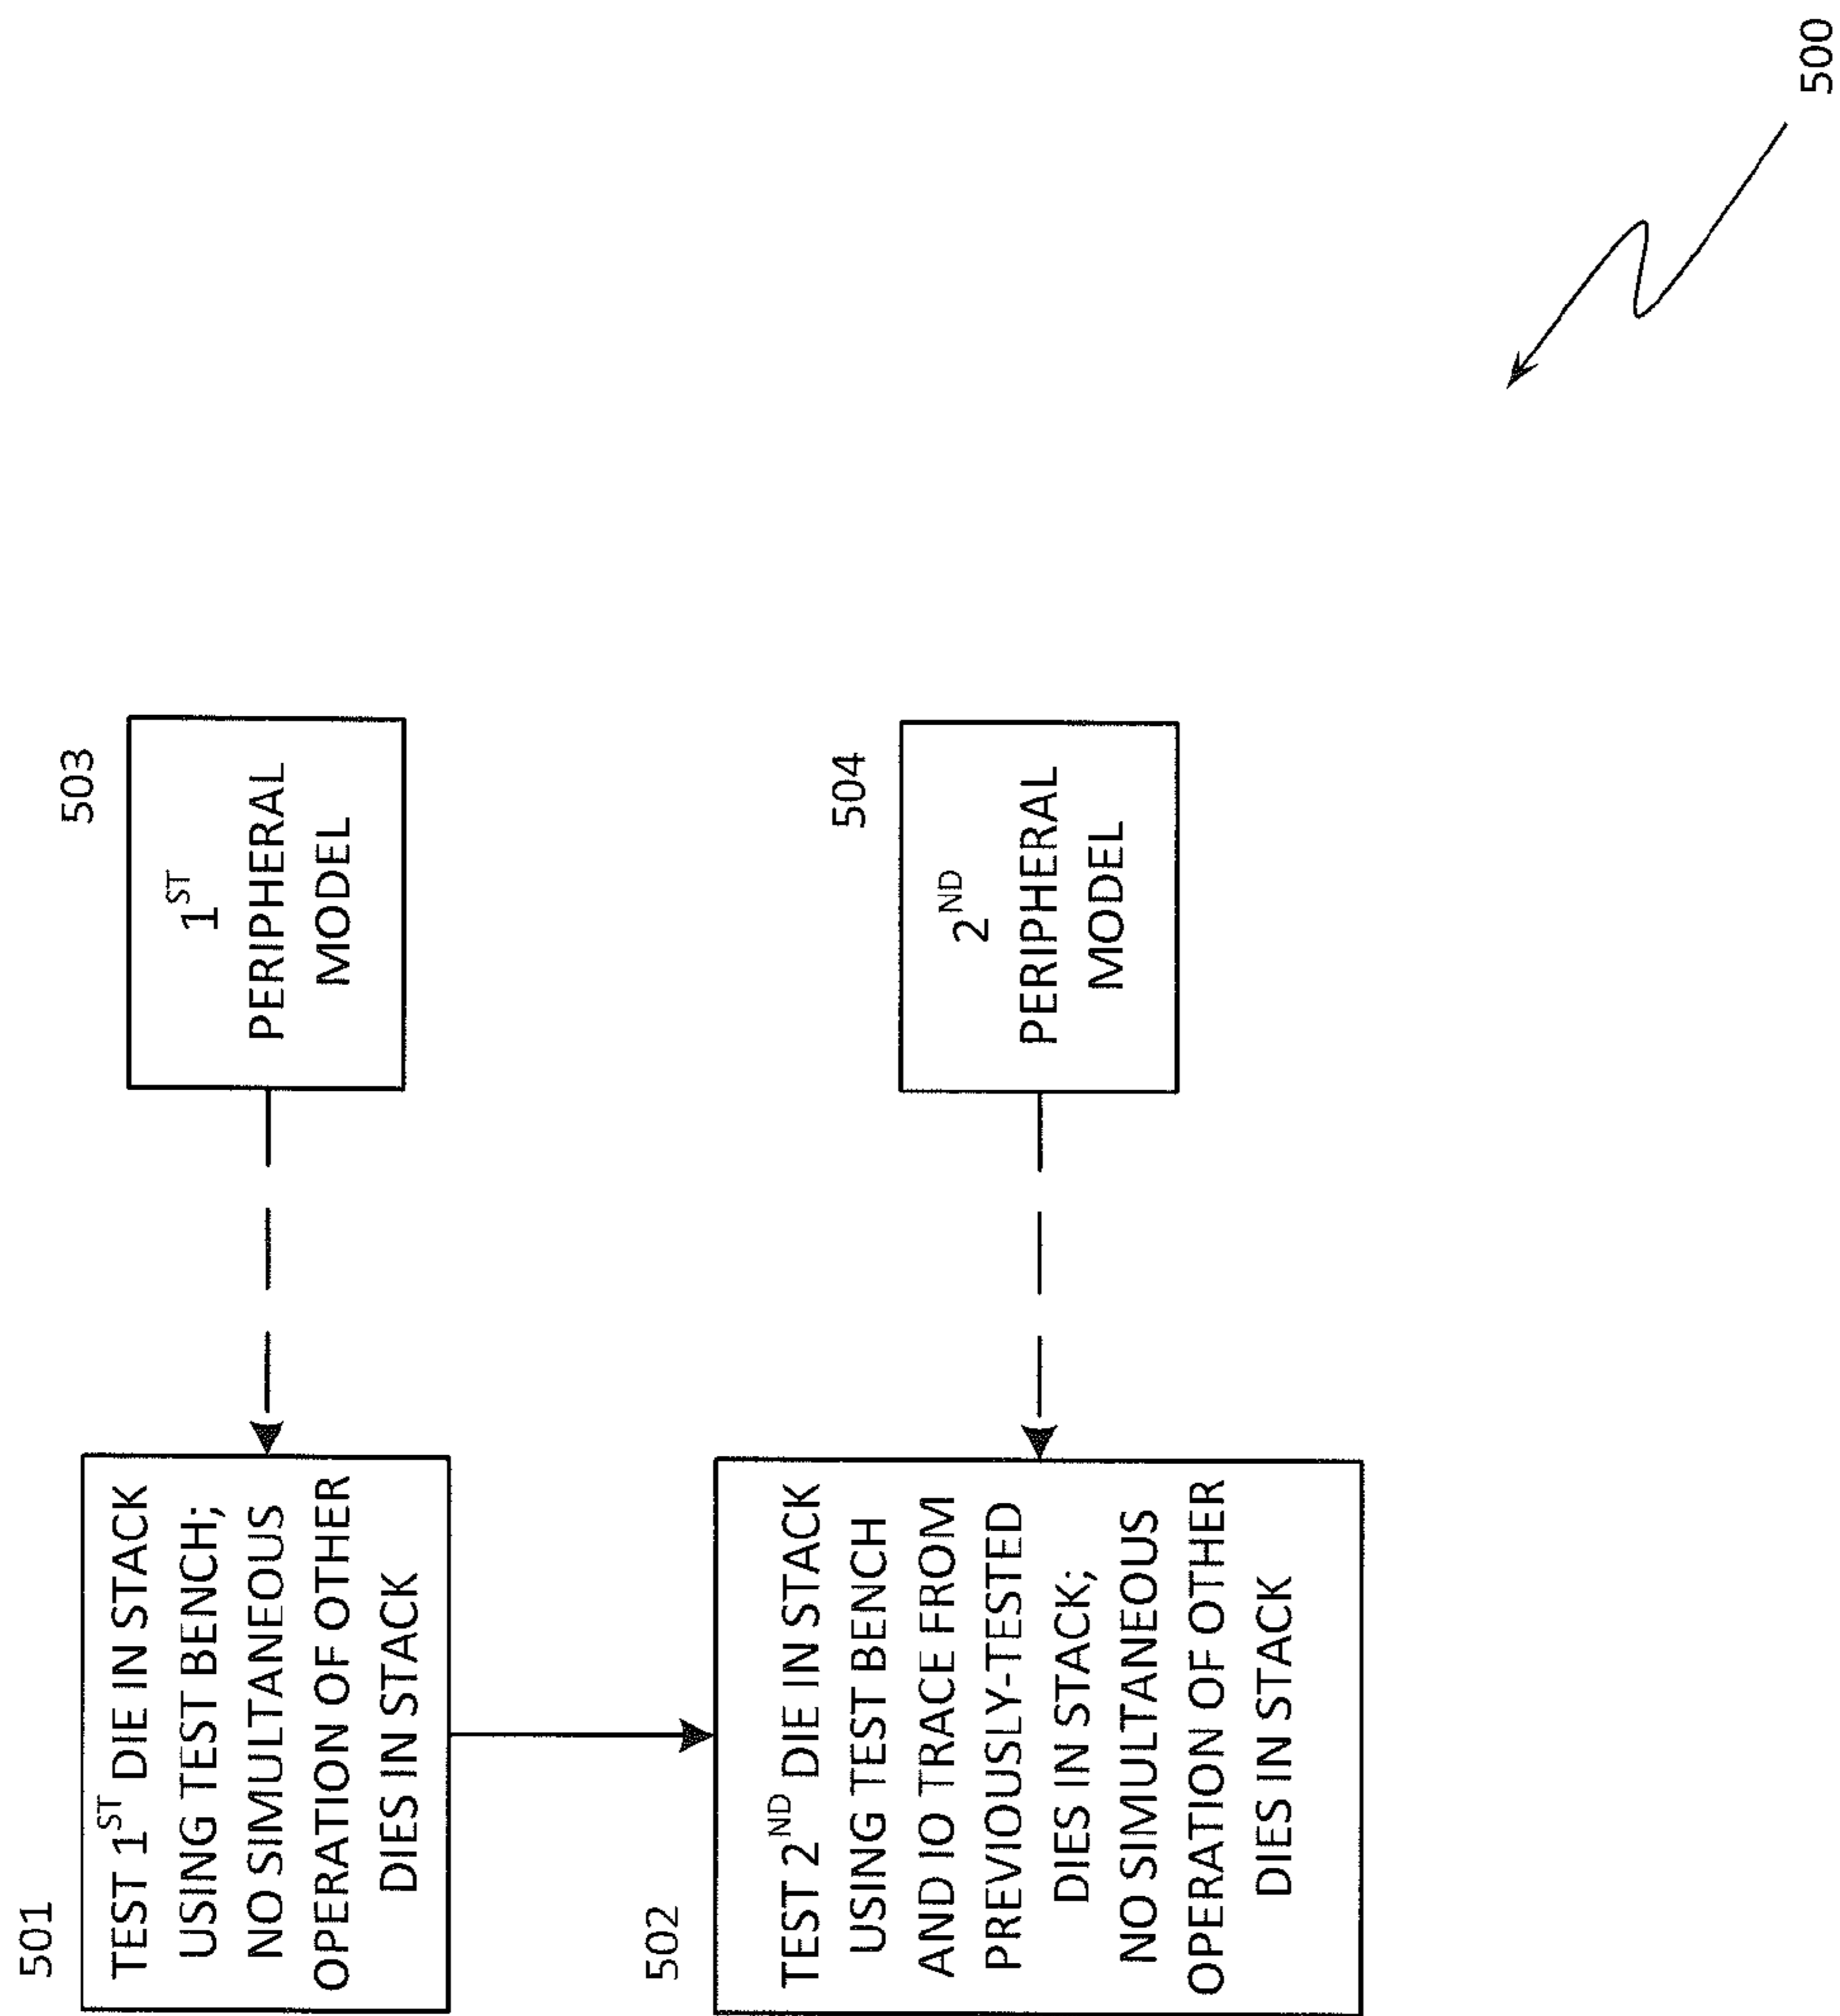 501
TEST 1ST DIE IN STACK
USING TEST BENCH;
NO SIMULTANEOUS
OPERATION OF OTHER
DIES IN STACK
503
1ST
PERIPHERAL
MODEL
502
TEST 2ND DIE IN STACK
USING TEST BENCH
AND IO TRACE FROM
PREVIOUSLY-TESTED
DIES IN STACK;
NO SIMULTANEOUS
OPERATION OF OTHER
DIES IN STACK
504
2ND
PERIPHERAL
MODEL
500